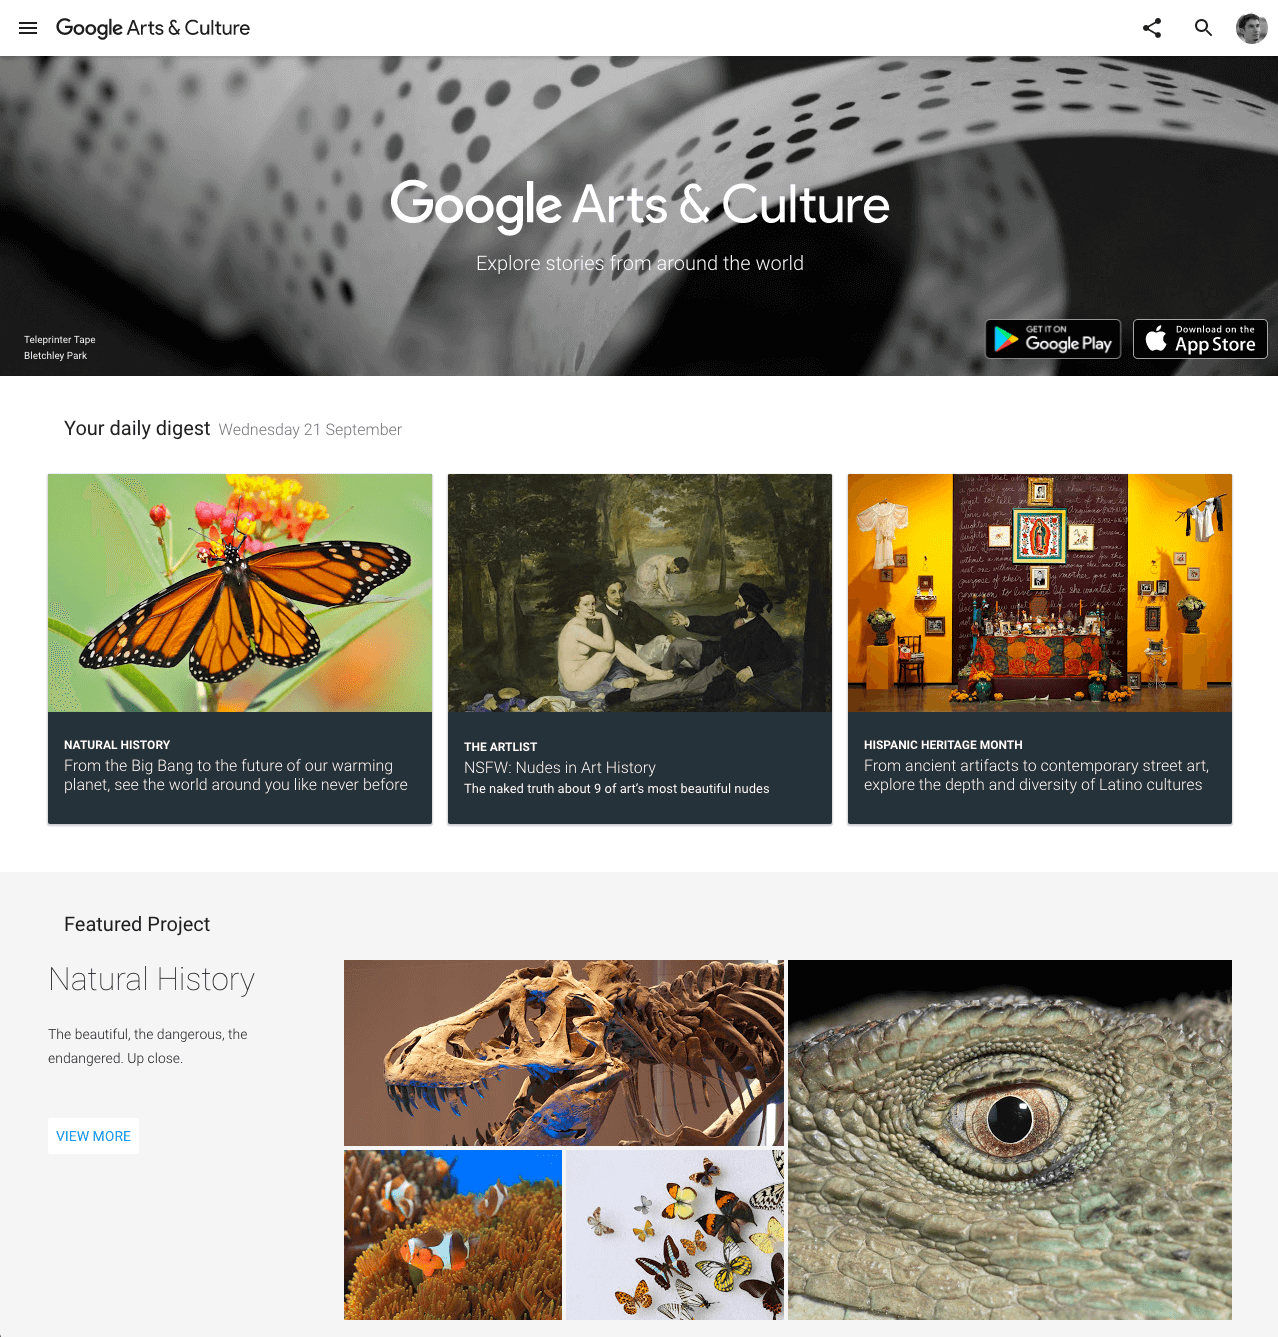 Google Arts & Culture
Google Arts & Culture
Explore stories from around the world
Teleprinter Tape
Bletchley Park
GET IT ON
Google Play
Download on the
App Store
Your daily digest Wednesday 21 September
NATURAL HISTORY
From the Big Bang to the future of our warming
planet, see the world around you like never before
THE ARTLIST
NSFW: Nudes in Art History
The naked truth about 9 of art's most beautiful nudes
HISPANIC HERITAGE MONTH
From ancient artifacts to contemporary street art,
explore the depth and diversity of Latino cultures
Featured Project
Natural History
The beautiful, the dangerous, the
endangered. Up close.
VIEW MORE